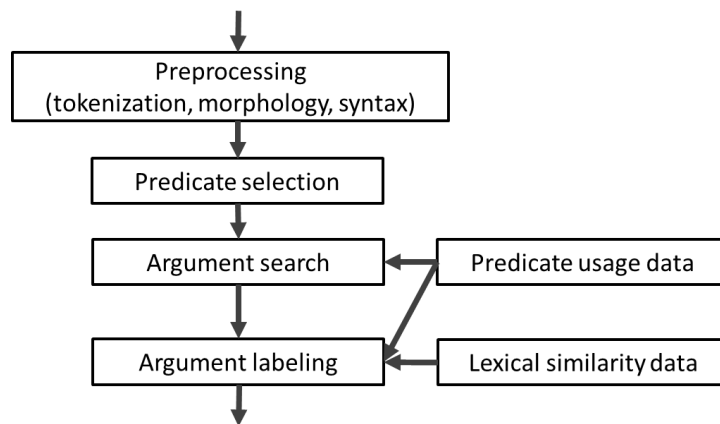 Preprocessing
(tokenization, morphology, syntax)
Predicate selection
Argument search
Predicate usage data
Argument labeling
Lexical similarity data